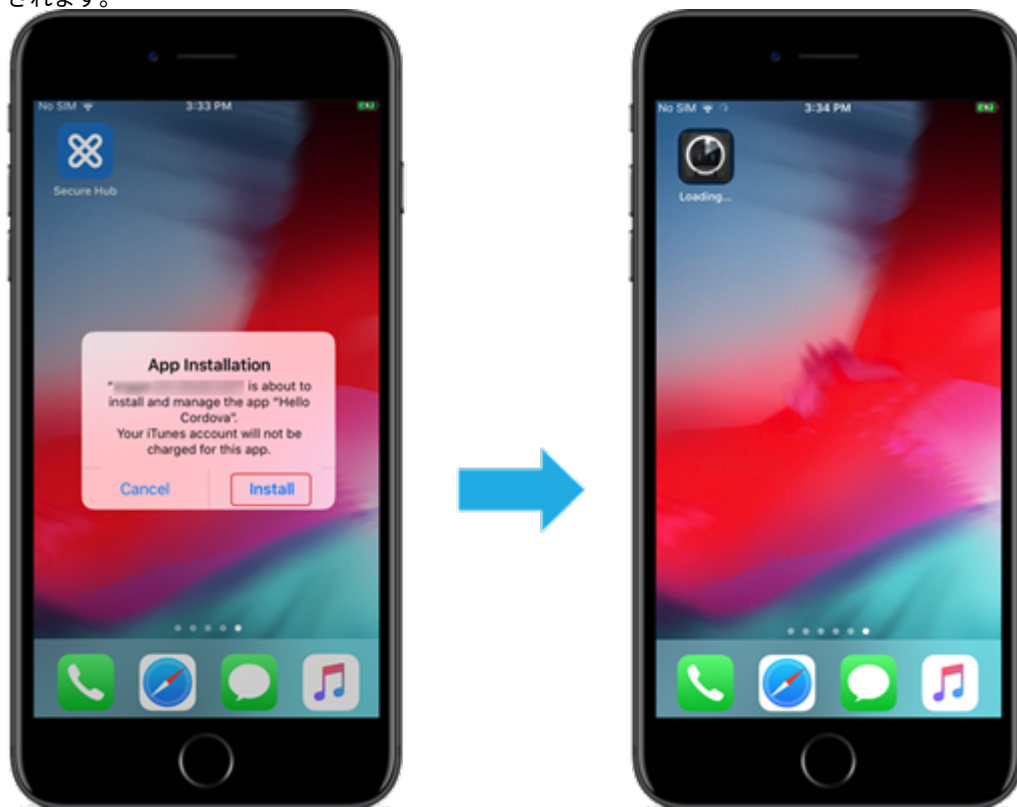 されます。
No SIM 3:33 PM
Secure Hub
App Installation
" " is about to
install and manage the app "Hello
Cordova".
Your iTunes account will not be
charged for this app.
Cancel Install
No SIM 3:34 PM
Loading...